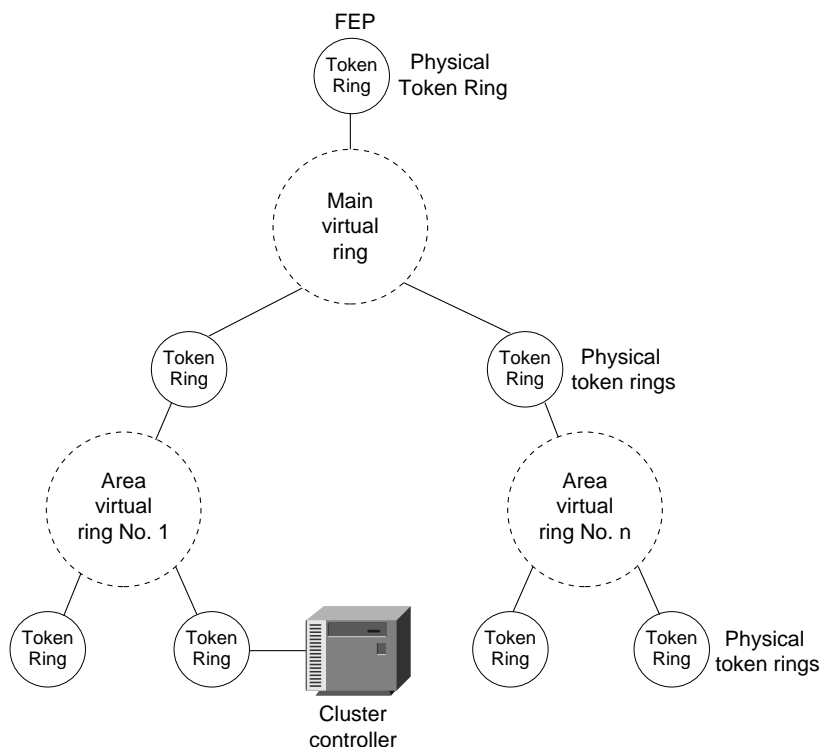 FEP
Token
Ring
Physical
Token Ring
Main
virtual
ring
Token
Ring
Token
Ring
Physical
token rings
Area
virtual
ring No. 1
Area
virtual
ring No. n
Token
Ring
Token
Ring
Token
Ring
Token
Ring
Physical
token rings
Cluster
controller